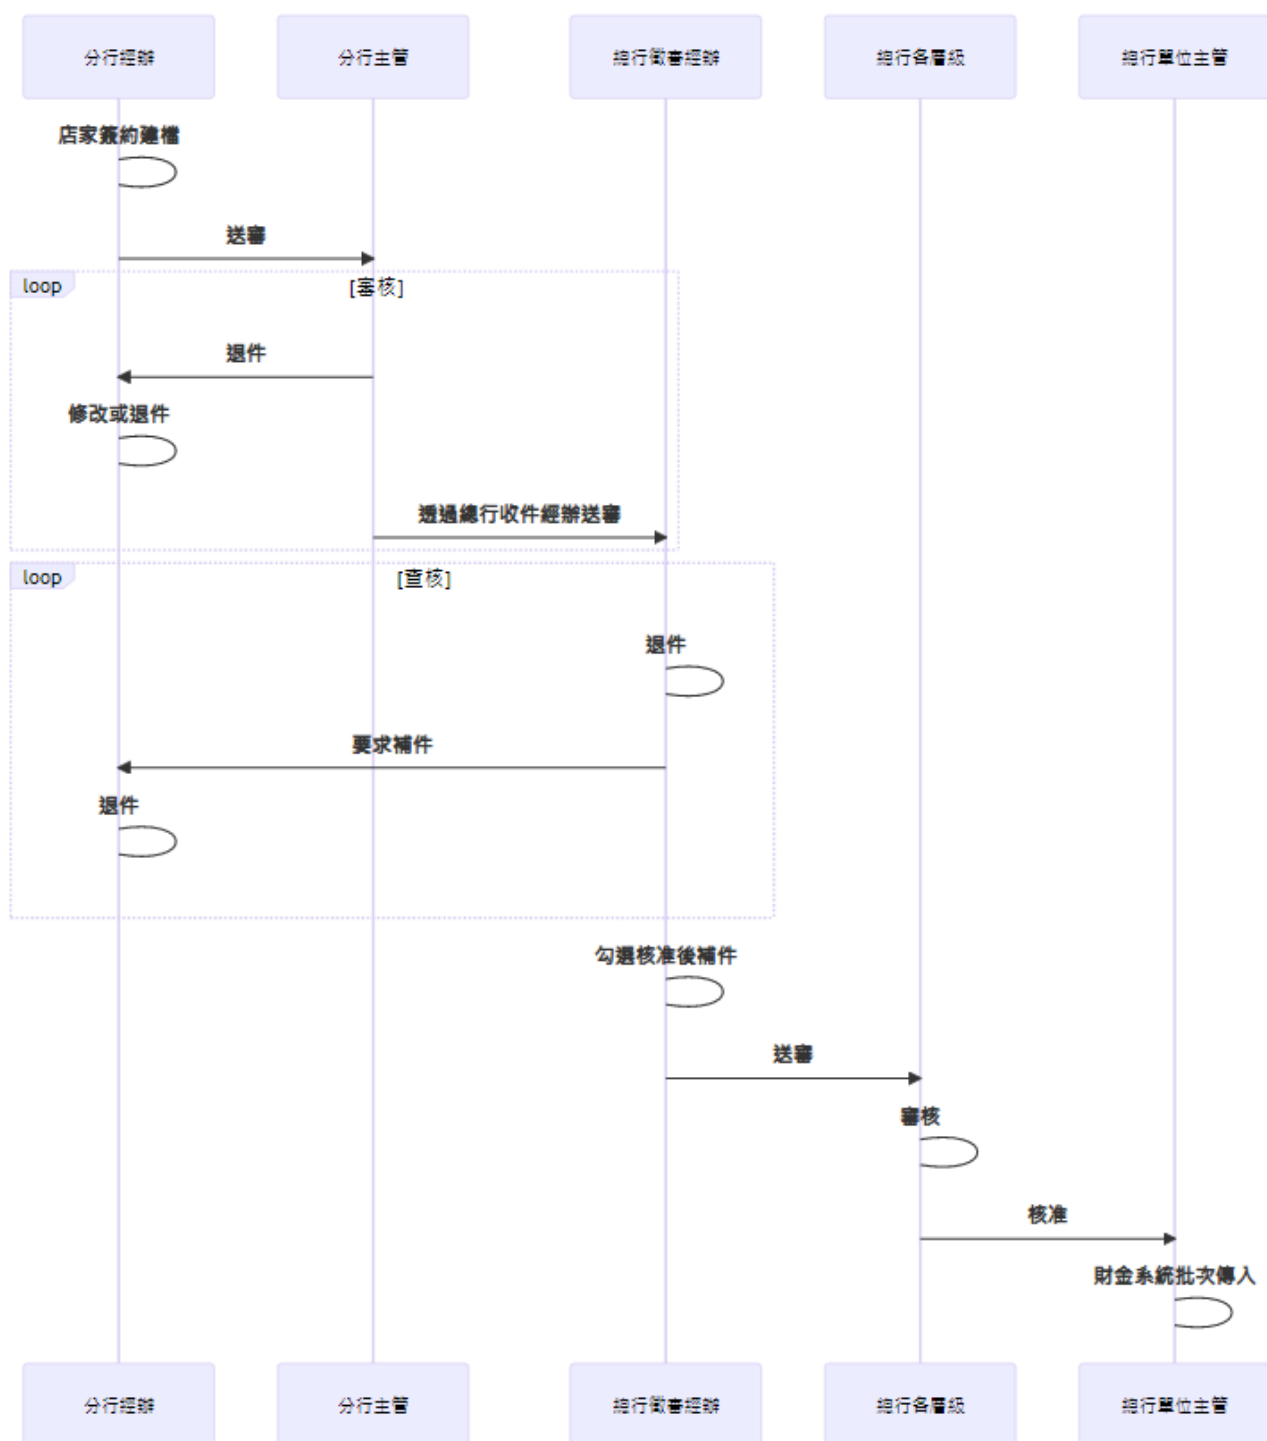 分行經辦
分行主管
總行徵審經辦
總行各層級
總行單位主管
店家簽約建檔
送審
loop
[審核]
退件
修改或退件
透過總行收件經辦送審
loop
[查核]
退件
要求補件
退件
勾選核准後補件
送審
審核
核准
財金系統批次傳入
分行經辦
分行主管
總行徵審經辦
總行各層級
總行單位主管